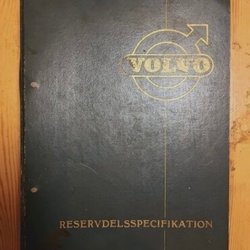 VOLVO
RESERVDELSSPECIFIKATION